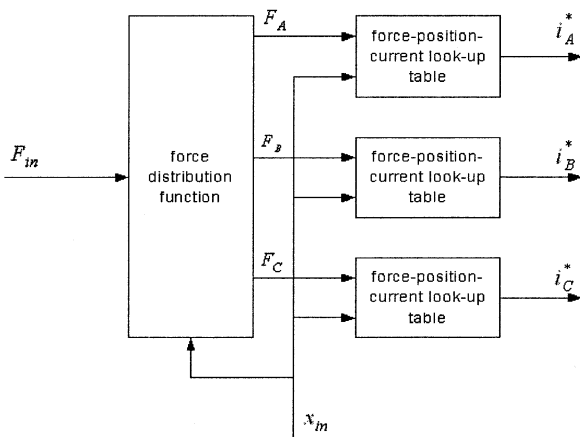 F_A
force-position-
current look-up
table
i_A^*
F_in
force
distribution
function
F_B
force-position-
current look-up
table
i_B^*
F_C
force-position-
current look-up
table
i_C^*
x_in